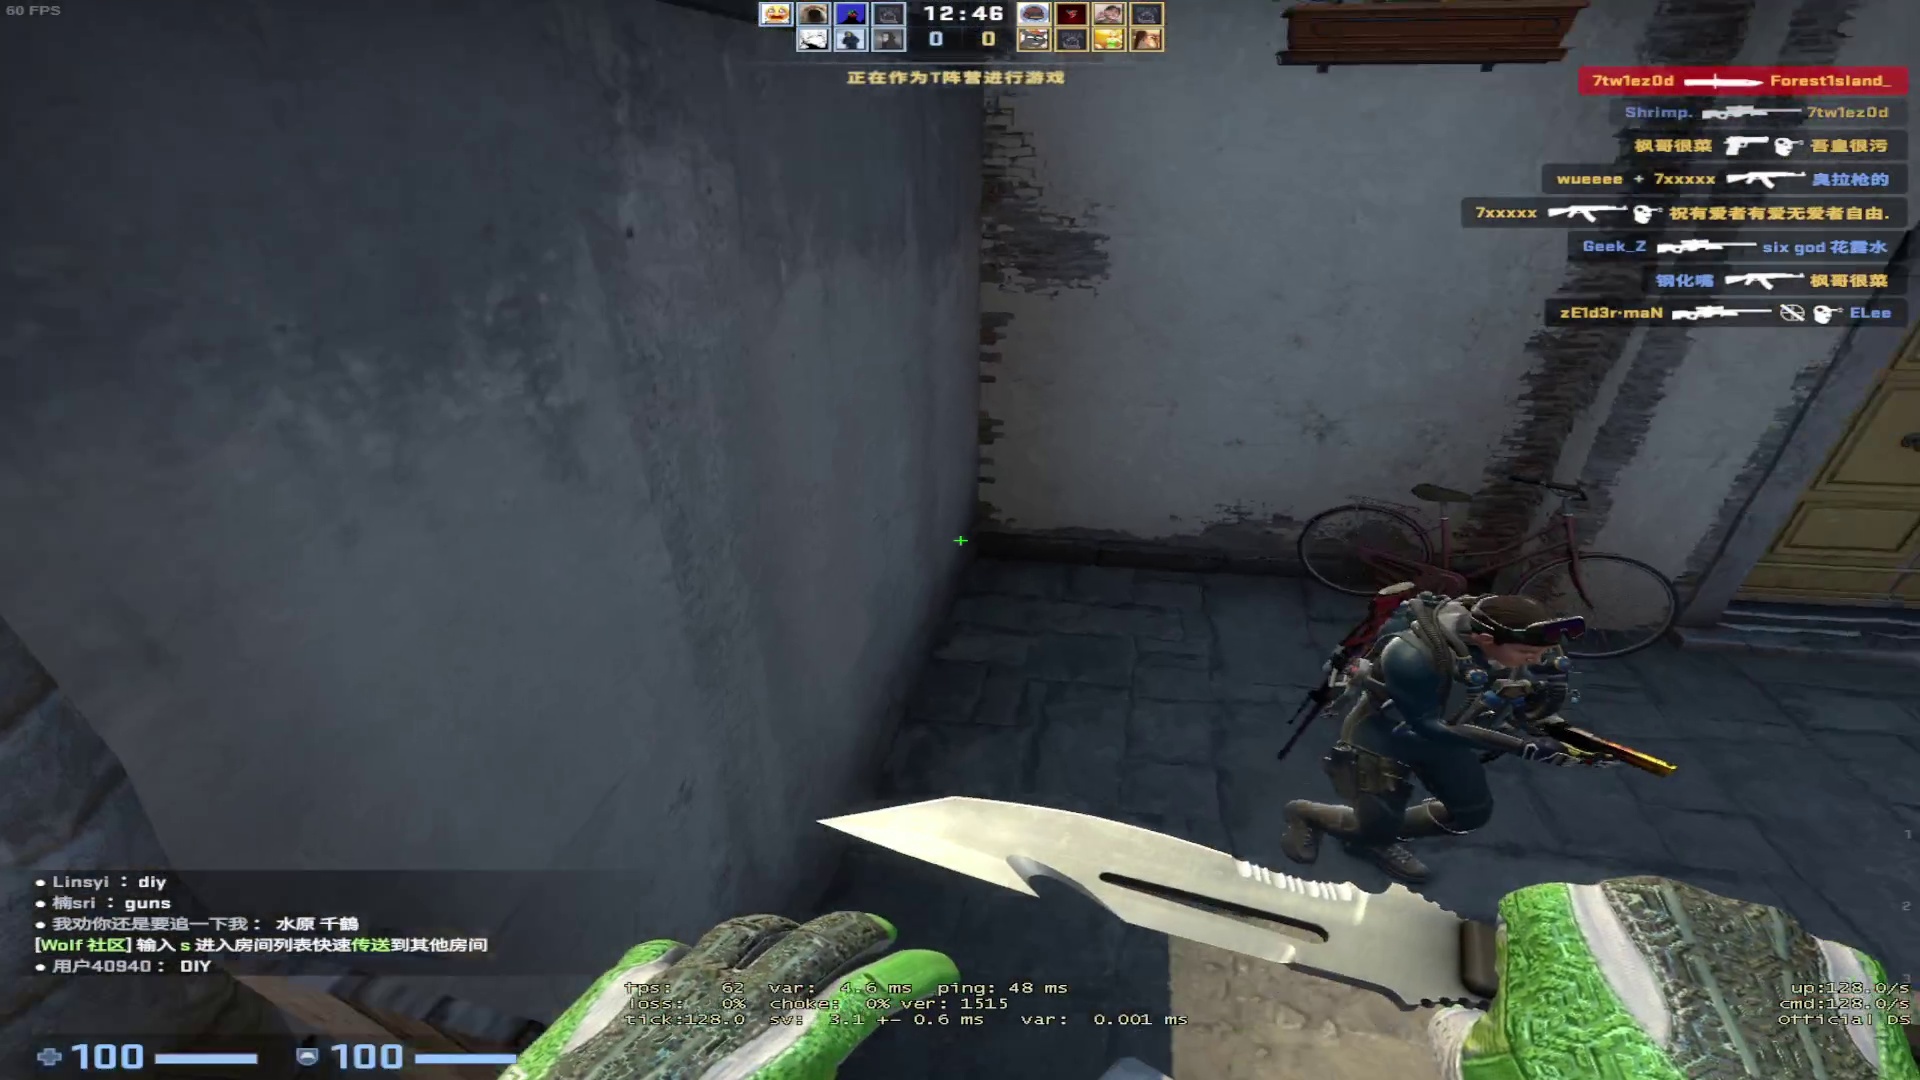 60 FPS
12:46
0 0
正在作为T阵营进行游戏
7tw1ez0d Forest1sland_
Shrimp. 7tw1ez0d
枫哥很菜 吾皇很污
wueeee + 7xxxxx 奥拉枪的
7xxxxx 祝有爱者有爱无爱者自由.
Geek_Z six god 花露水
钢化嘴 枫哥很菜
zE1d3r·maN ELee
Linsyi : diy
楠sri : guns
我劝你还是要追一下我: 水原 千鶴
[Wolf 社区] 输入 s 进入房间列表快速传送到其他房间
用户40940: DIY
fps: 62 var: 4.6 ms ping: 48 ms
loss: 0% choke: 0% ver: 1515
tick:128.0 sv: 3.1 +- 0.6 ms var: 0.001 ms
1
2
3
up:128.0/s
cmd:128.0/s
Official DS
100 100